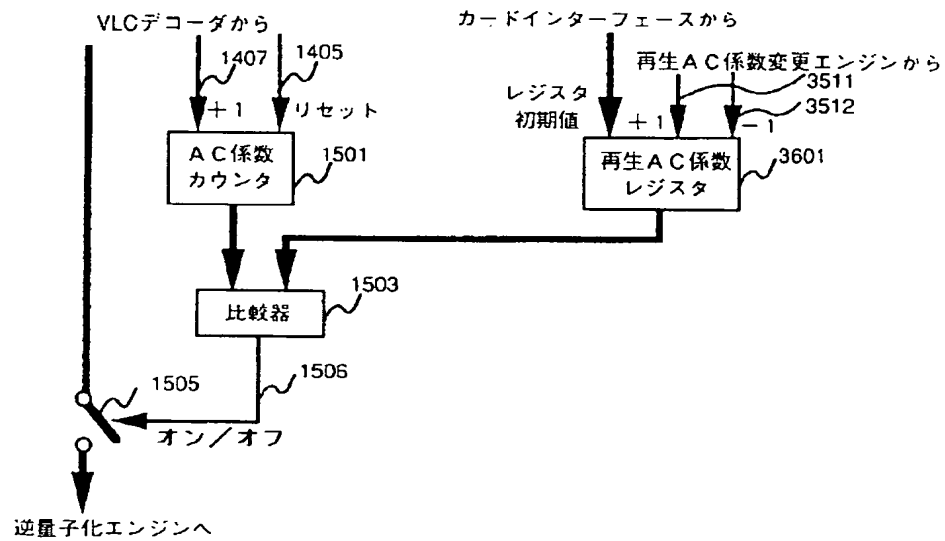 VLCデコーダから
カードインターフェースから
1407
1405
再生AC係数変更エンジンから
3511
3512
+1
リセット
レジスタ
初期値
+1
-1
AC係数
カウンタ
1501
再生AC係数
レジスタ
3601
比較器
1503
1505
1506
オン/オフ
逆量子化エンジンへ